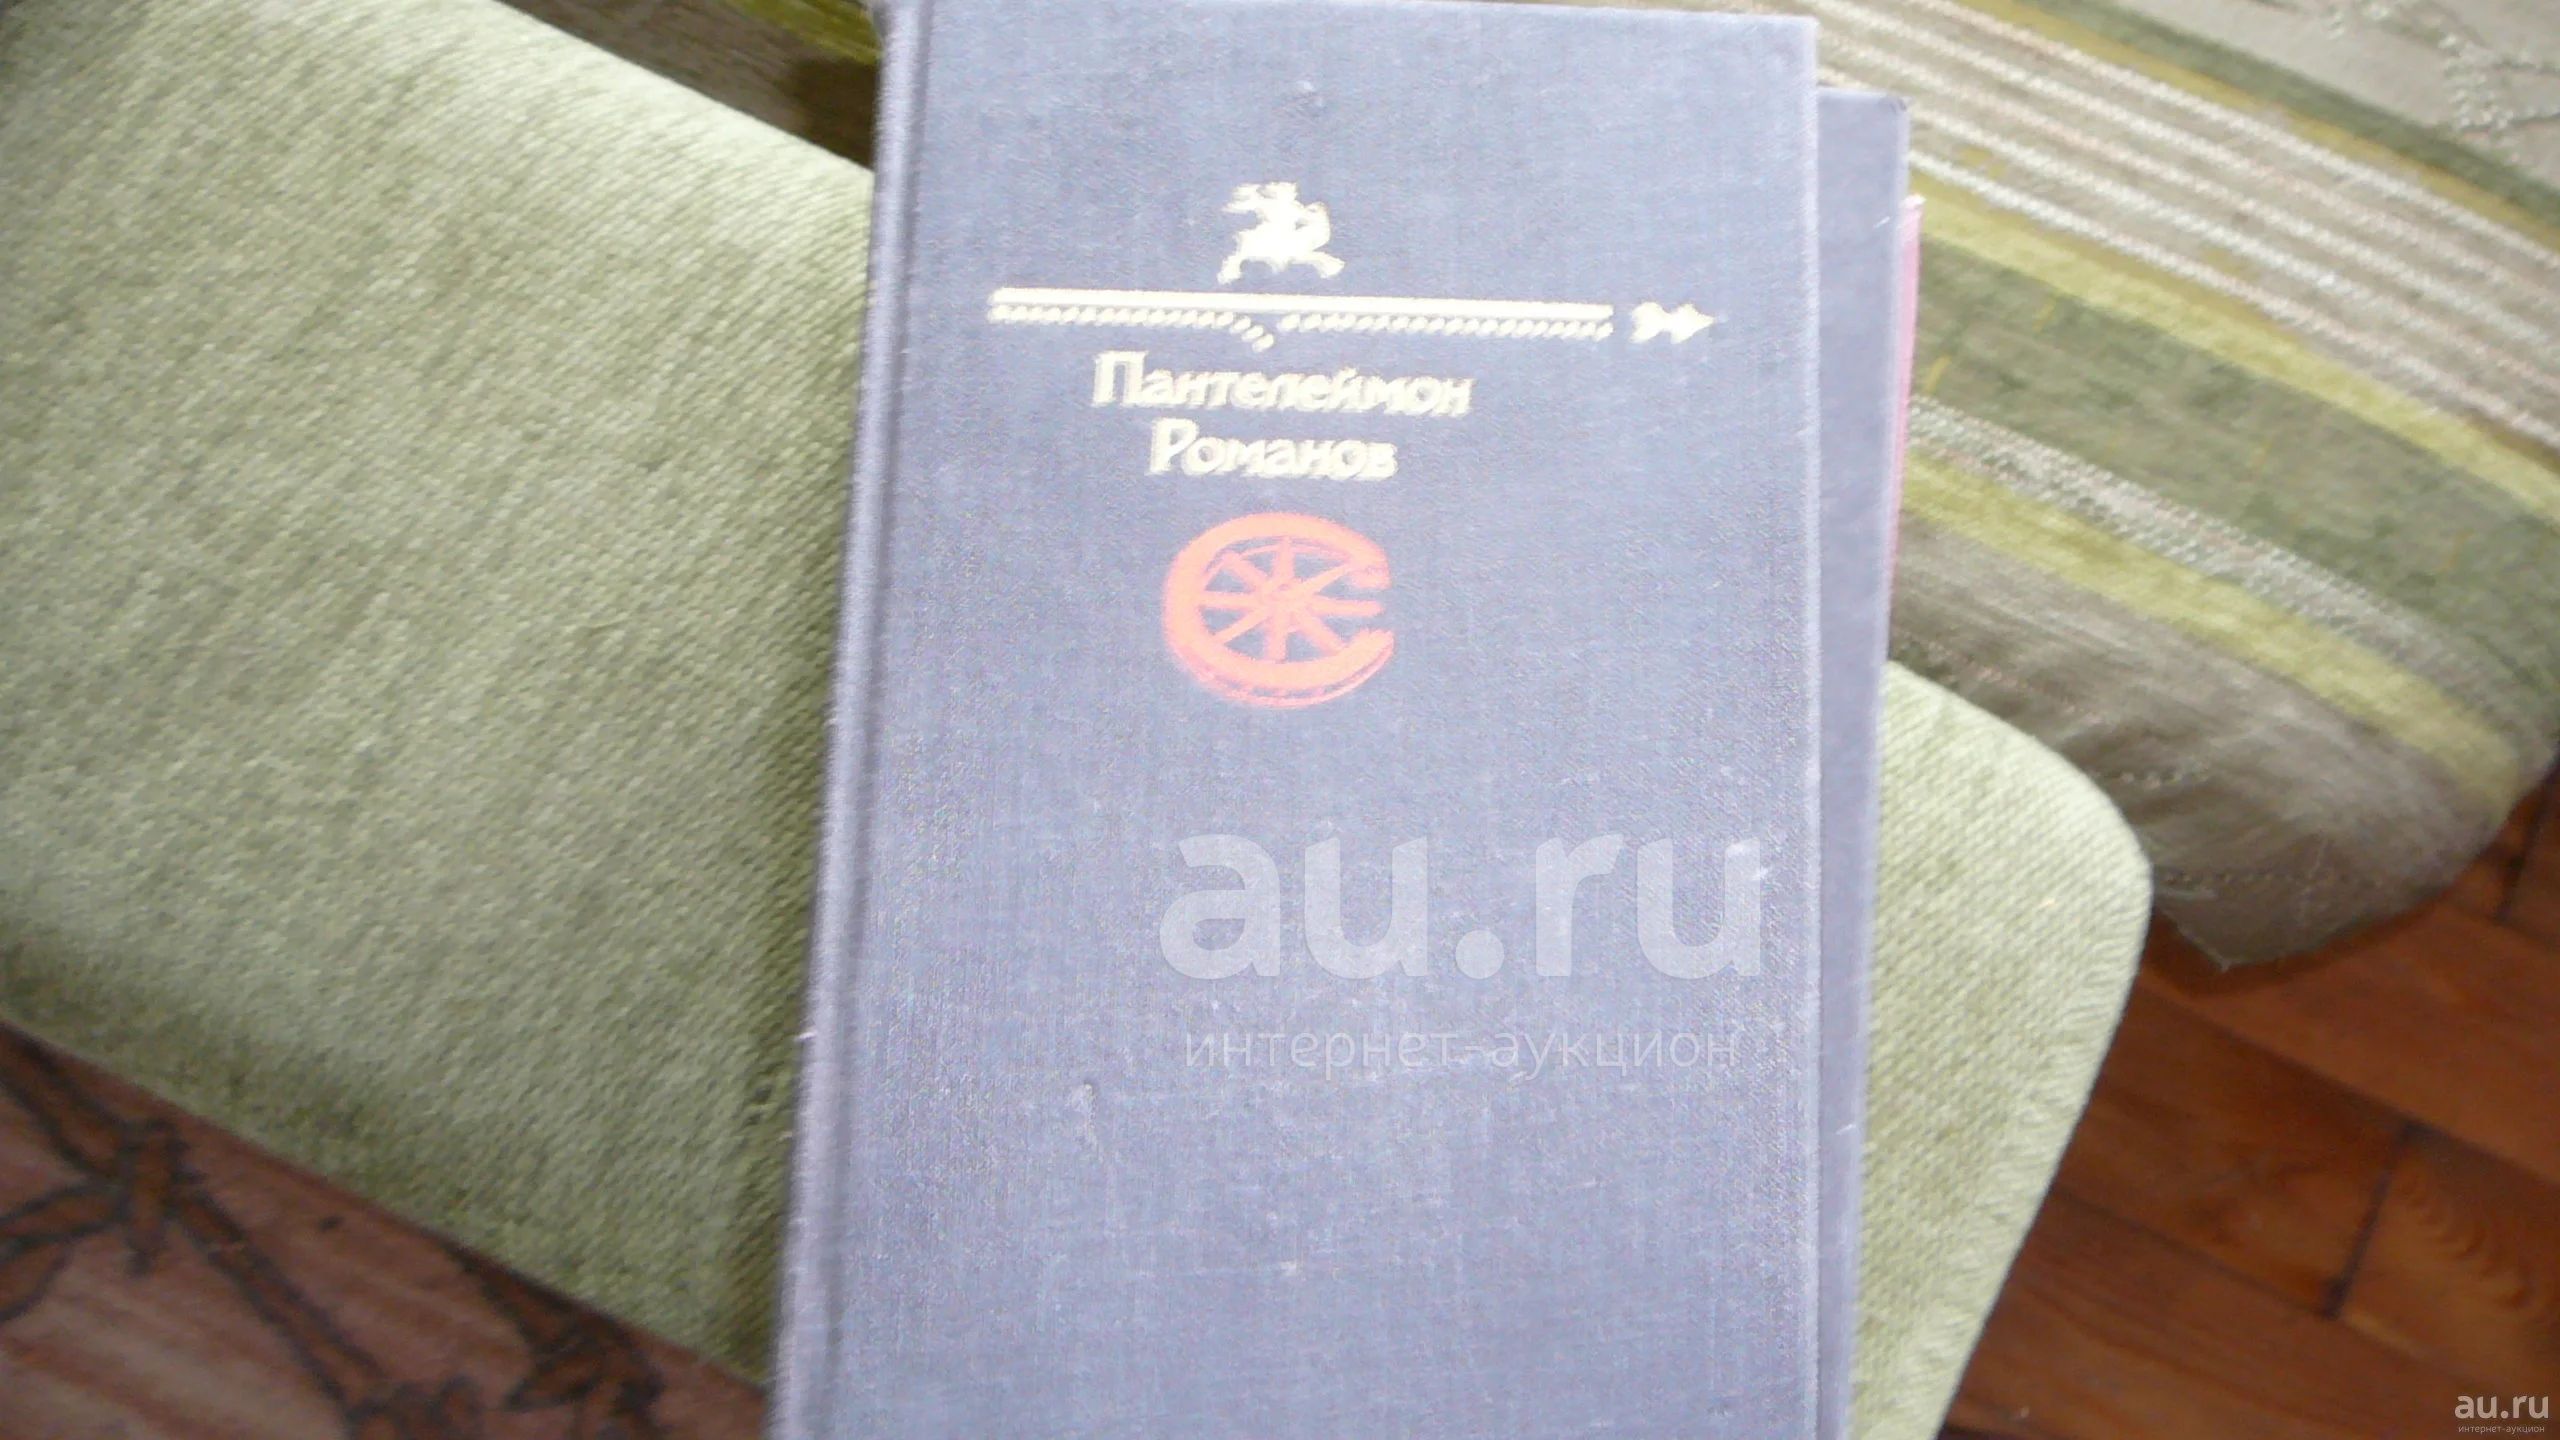 Пантелеймон
Романов
au.ru
интернет-аукцион
au.ru
интернет-аукцион